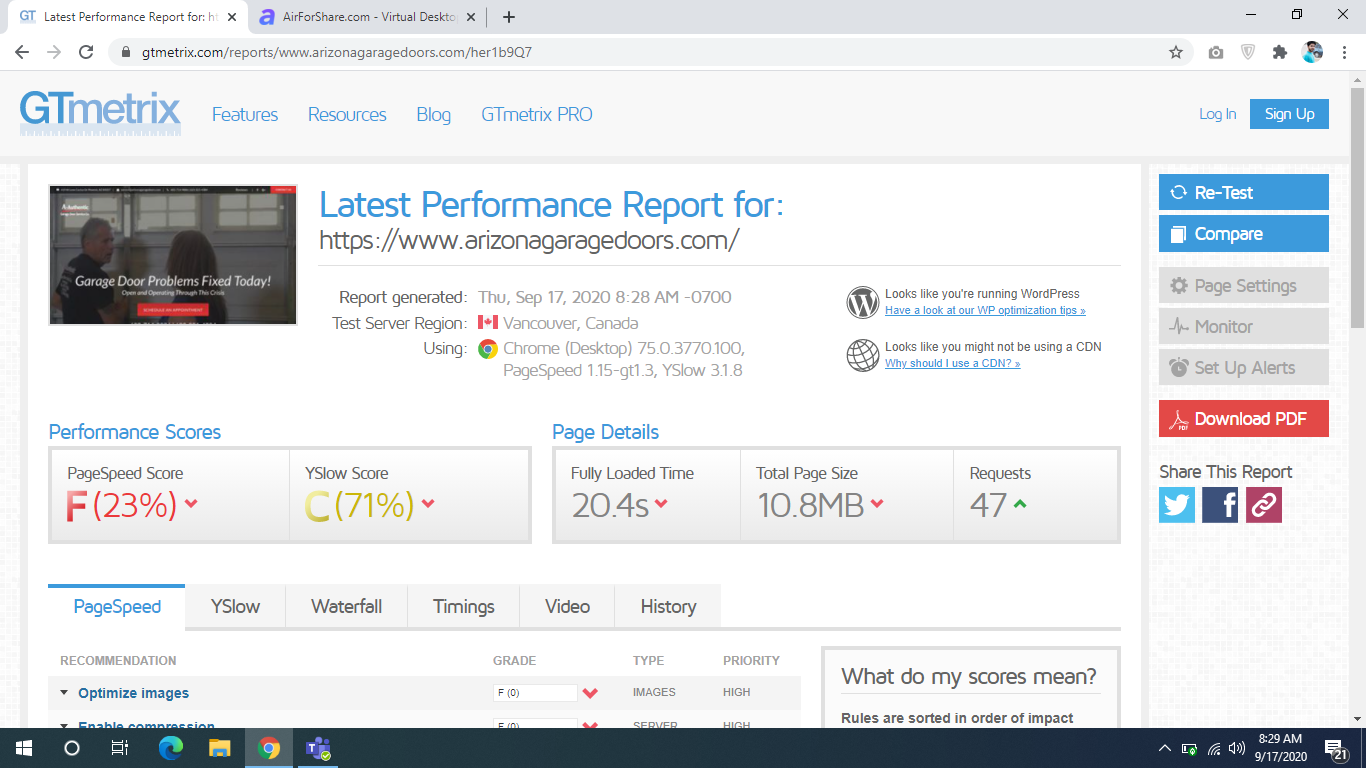 GT Latest Performance Report for: ht
AirForShare.com - Virtual Deskto
gtmetrix.com/reports/www.arizonagaragedoors.com/her1b9Q7
GTmetrix Features Resources Blog GTmetrix PRO Log In Sign Up
Latest Performance Report for:
https://www.arizonagaragedoors.com/
Garage Door Problems Fixed Today!
Open and Operating Through This Crisis
SCHEDULE AN APPOINTMENT
Report generated: Thu, Sep 17, 2020 8:28 AM -0700
Test Server Region: Vancouver, Canada
Using: Chrome (Desktop) 75.0.3770.100,
PageSpeed 1.15-gt1.3, YSlow 3.1.8
Looks like you're running WordPress
Have a look at our WP optimization tips »
Looks like you might not be using a CDN
Why should I use a CDN? »
Re-Test
Compare
Page Settings
Monitor
Set Up Alerts
PDF Download PDF
Share This Report
Performance Scores
PageSpeed Score YSlow Score
F (23%) C (71%)
Page Details
Fully Loaded Time Total Page Size Requests
20.4s 10.8MB 47
PageSpeed YSlow Waterfall Timings Video History
RECOMMENDATION GRADE TYPE PRIORITY
Optimize images F (0) IMAGES HIGH
Enable compression F (0) SERVER HIGH
What do my scores mean?
Rules are sorted in order of impact
8:29 AM
9/17/2020
21